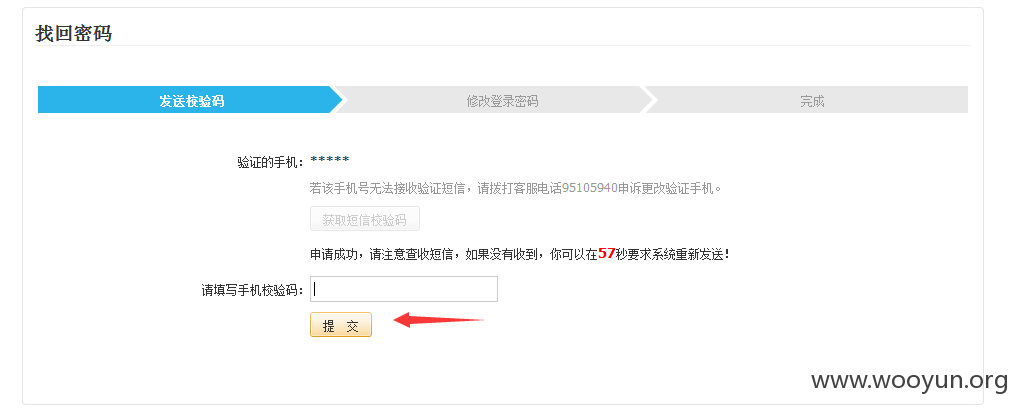 找回密码
发送校验码
修改登录密码
完成
验证的手机：*****
若该手机号无法接收验证短信，请拨打客服电话95105940申诉更改验证手机。
获取短信校验码
申请成功，请注意查收短信，如果没有收到，你可以在57秒要求系统重新发送！
请填写手机校验码：
提 交
www.wooyun.org